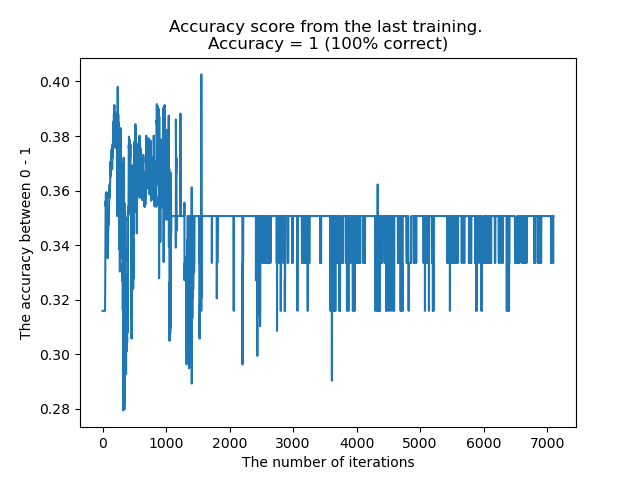 Accuracy score from the last training.
Accuracy = 1 (100% correct)
The accuracy between 0 - 1
0.40
0.38
0.36
0.34
0.32
0.30
0.28
0 1000 2000 3000 4000 5000 6000 7000
The number of iterations